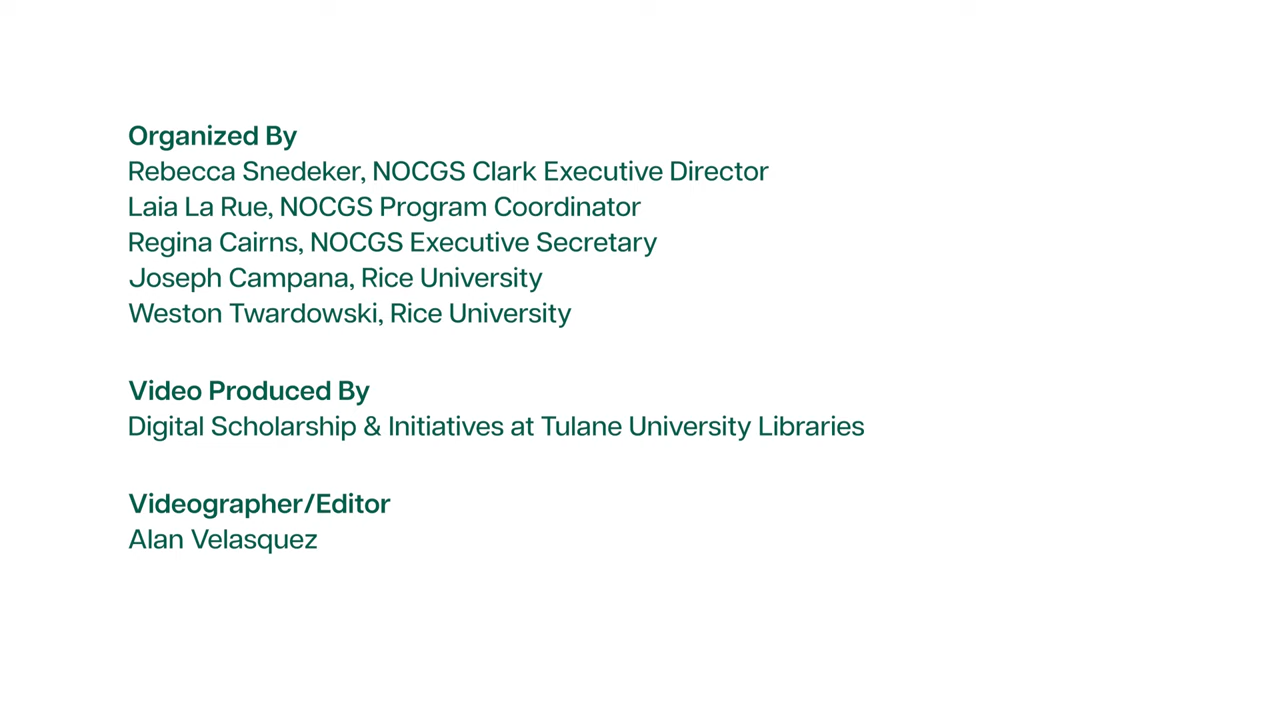 Organized By
Rebecca Snedeker, NOCGS Clark Executive Director
Laia La Rue, NOCGS Program Coordinator
Regina Cairns, NOCGS Executive Secretary
Joseph Campana, Rice University
Weston Twardowski, Rice University
Video Produced By
Digital Scholarship & Initiatives at Tulane University Libraries
Videographer/Editor
Alan Velasquez